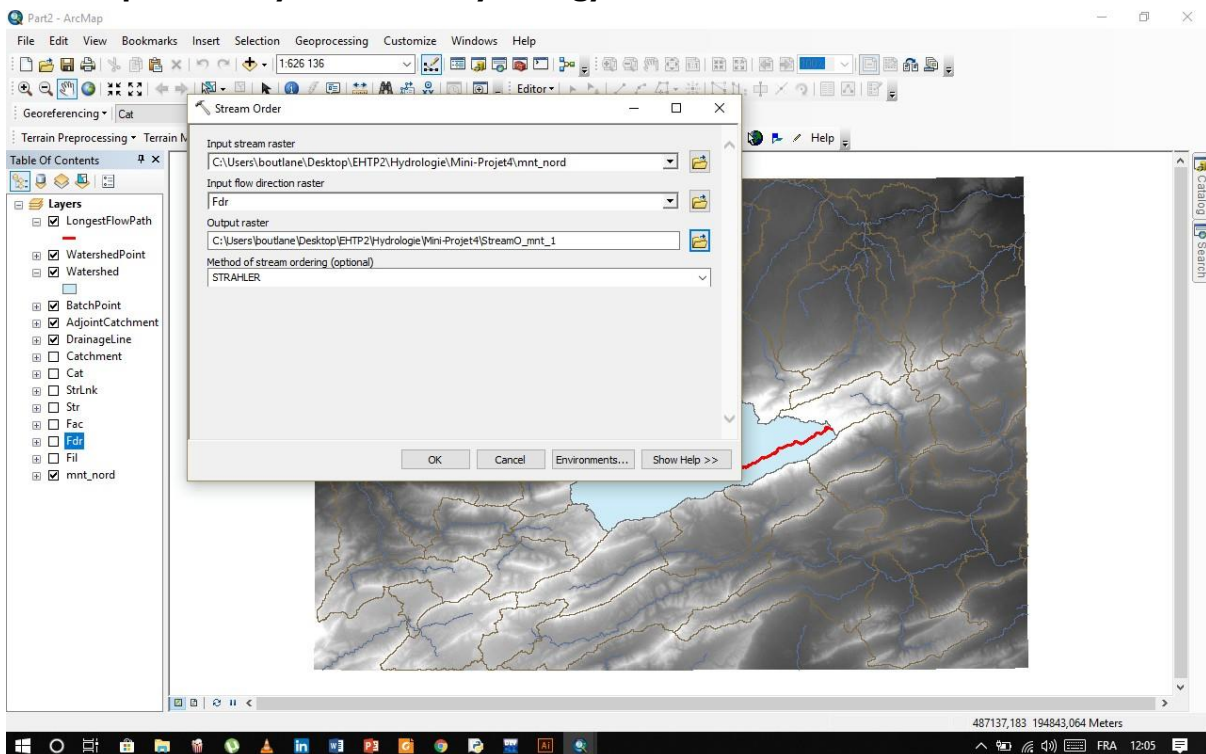 Part2 - ArcMap
File Edit View Bookmarks Insert Selection Geoprocessing Customize Windows Help
1:626 136
Editor
Georeferencing Cat
Terrain Preprocessing Terrain M
Help
Table Of Contents
Layers
LongestFlowPath
WatershedPoint
Watershed
BatchPoint
AdjointCatchment
DrainageLine
Catchment
Cat
StrLnk
Str
Fac
Fdr
Fil
mnt_nord
Stream Order
Input stream raster
C:\Users\boutlane\Desktop\EHTP2\Hydrologie\Mini-Projet4\mnt_nord
Input flow direction raster
Fdr
Output raster
C:\Users\boutlane\Desktop\EHTP2\Hydrologie\Mini-Projet4\StreamO_mnt_1
Method of stream ordering (optional)
STRAHLER
OK Cancel Environments... Show Help >>
Catalog
Search
487137,183 194843,064 Meters
FRA 12:05